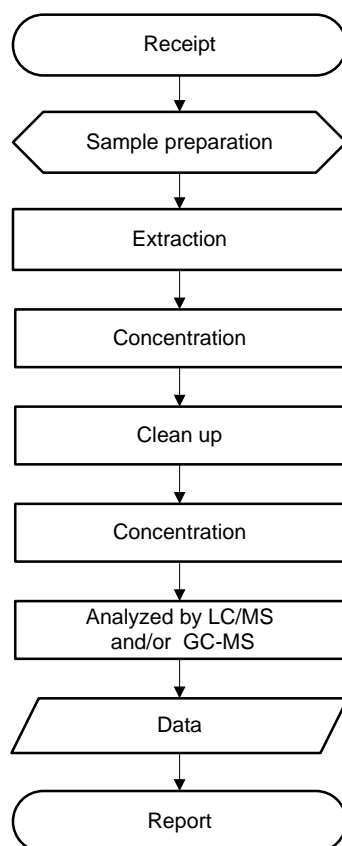 Receipt
Sample preparation
Extraction
Concentration
Clean up
Concentration
Analyzed by LC/MS
and/or GC-MS
Data
Report